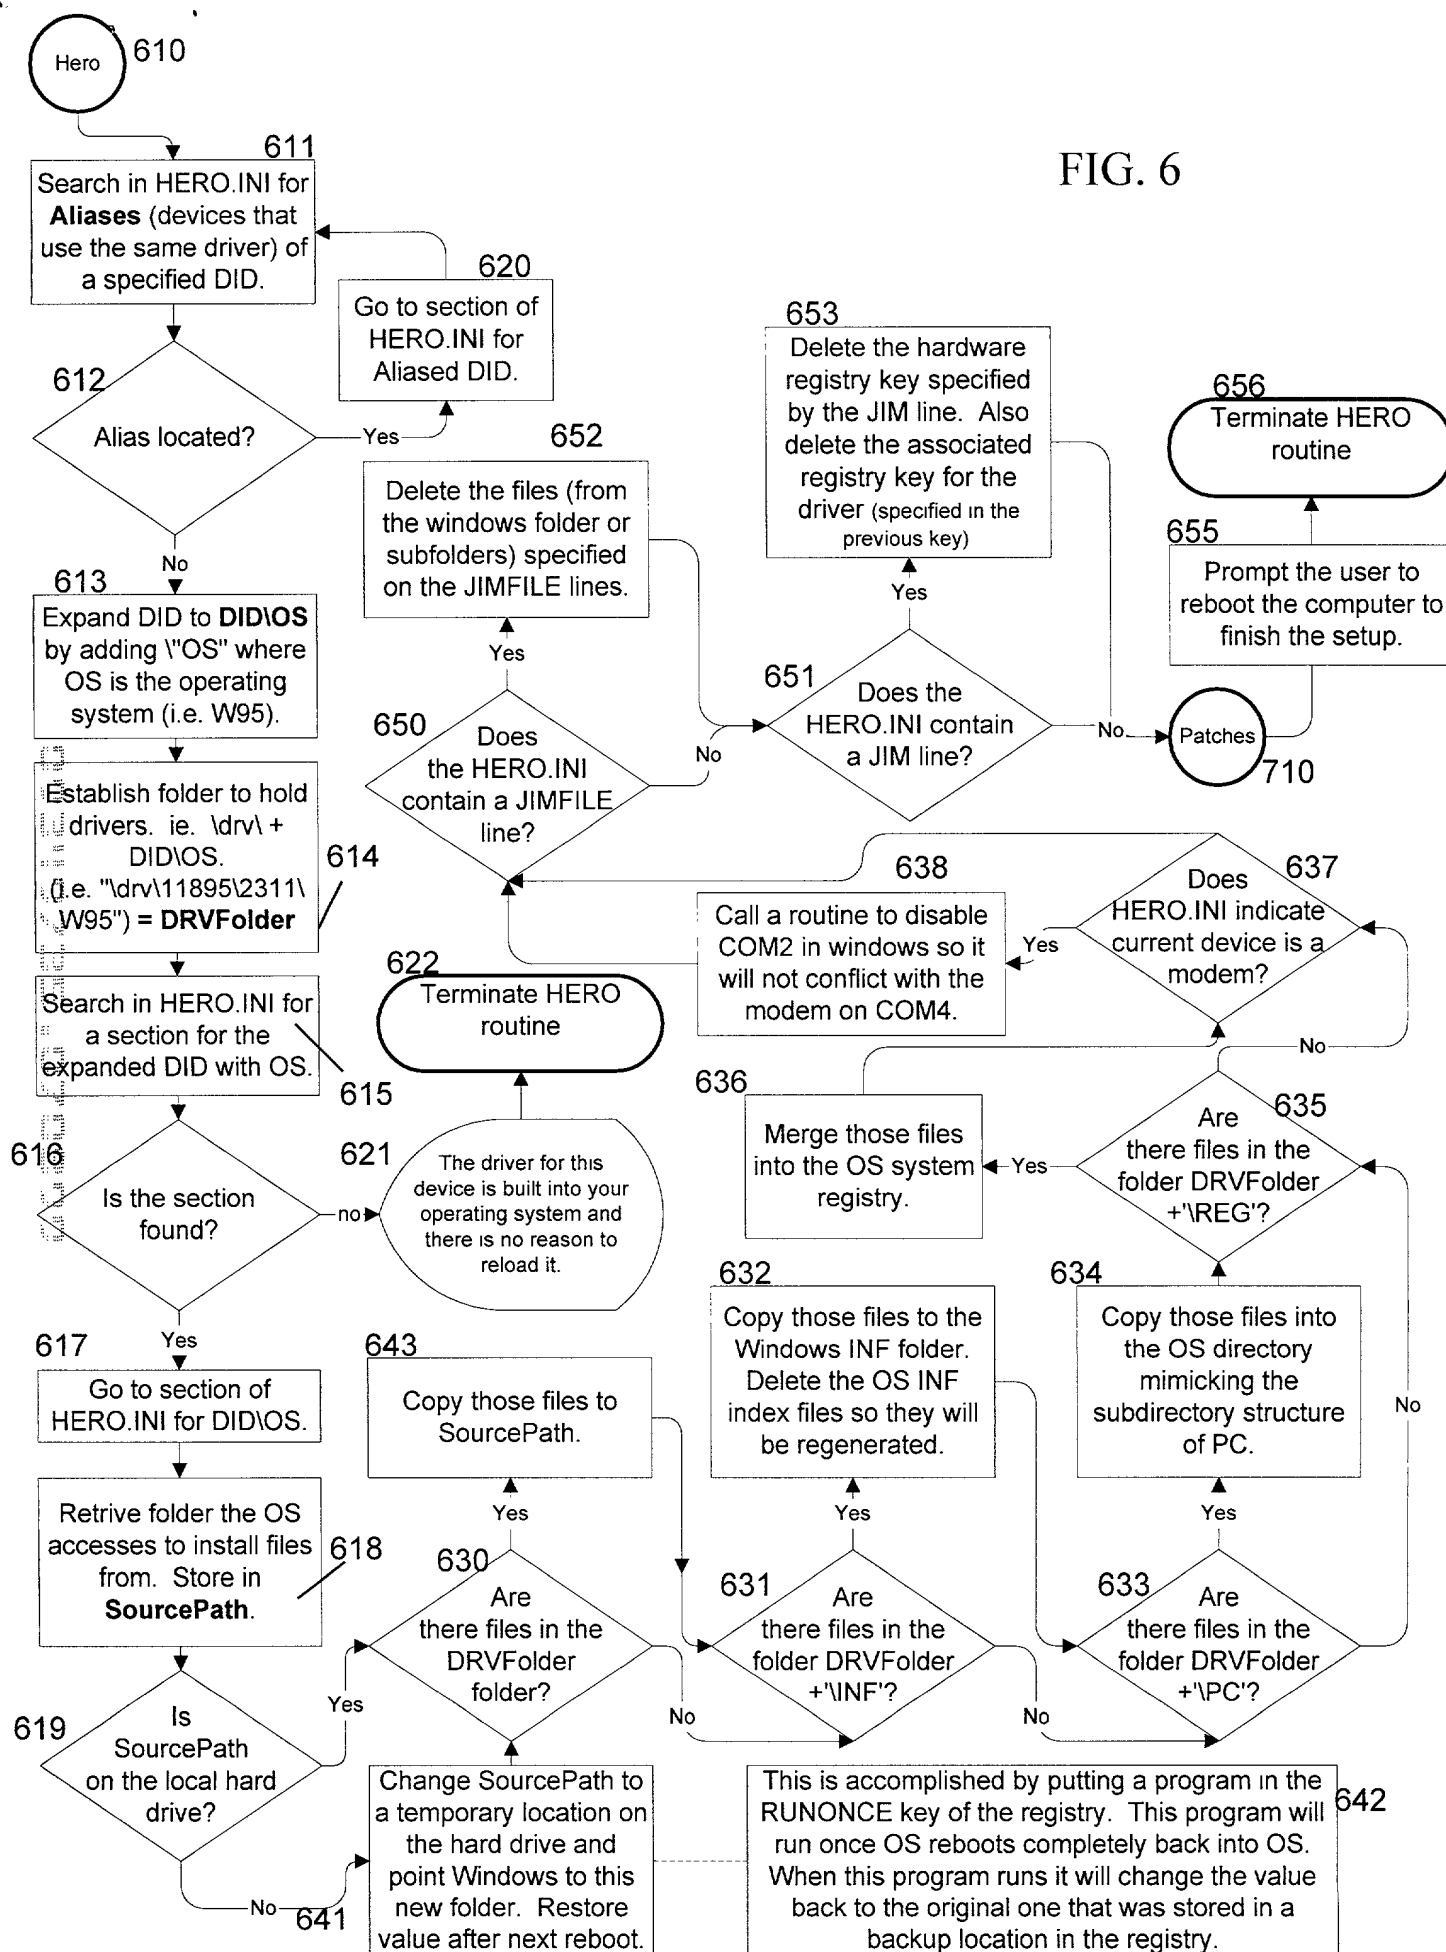 Hero
610
FIG. 6
611
Search in HERO.INI for
Aliases (devices that
use the same driver) of
a specified DID.
620
Go to section of
HERO.INI for
Aliased DID.
612
Alias located?
Yes
No
613
Expand DID to DID\OS
by adding \"OS" where
OS is the operating
system (i.e. W95).
Establish folder to hold
drivers. ie. \drv\ +
DID\OS.
(i.e. "\drv\11895\2311\
W95") = DRVFolder
614
Search in HERO.INI for
a section for the
expanded DID with OS.
615
616
Is the section
found?
no
Yes
621
The driver for this
device is built into your
operating system and
there is no reason to
reload it.
622
Terminate HERO
routine
617
Go to section of
HERO.INI for DID\OS.
Retrive folder the OS
accesses to install files
from. Store in
SourcePath.
618
619
Is
SourcePath
on the local hard
drive?
Yes
No
641
Change SourcePath to
a temporary location on
the hard drive and
point Windows to this
new folder. Restore
value after next reboot.
This is accomplished by putting a program in the
RUNONCE key of the registry. This program will
run once OS reboots completely back into OS.
When this program runs it will change the value
back to the original one that was stored in a
backup location in the registry.
642
630
Are
there files in the
DRVFolder
folder?
Yes
No
643
Copy those files to
SourcePath.
631
Are
there files in the
folder DRVFolder
+'\INF'?
Yes
No
632
Copy those files to the
Windows INF folder.
Delete the OS INF
index files so they will
be regenerated.
633
Are
there files in the
folder DRVFolder
+'\PC'?
Yes
No
634
Copy those files into
the OS directory
mimicking the
subdirectory structure
of PC.
635
Are
there files in the
folder DRVFolder
+'\REG'?
Yes
No
636
Merge those files
into the OS system
registry.
637
Does
HERO.INI indicate
current device is a
modem?
Yes
638
Call a routine to disable
COM2 in windows so it
will not conflict with the
modem on COM4.
650
Does
the HERO.INI
contain a JIMFILE
line?
Yes
No
652
Delete the files (from
the windows folder or
subfolders) specified
on the JIMFILE lines.
651
Does the
HERO.INI contain
a JIM line?
Yes
No
653
Delete the hardware
registry key specified
by the JIM line. Also
delete the associated
registry key for the
driver (specified in the
previous key)
Patches
710
655
Prompt the user to
reboot the computer to
finish the setup.
656
Terminate HERO
routine